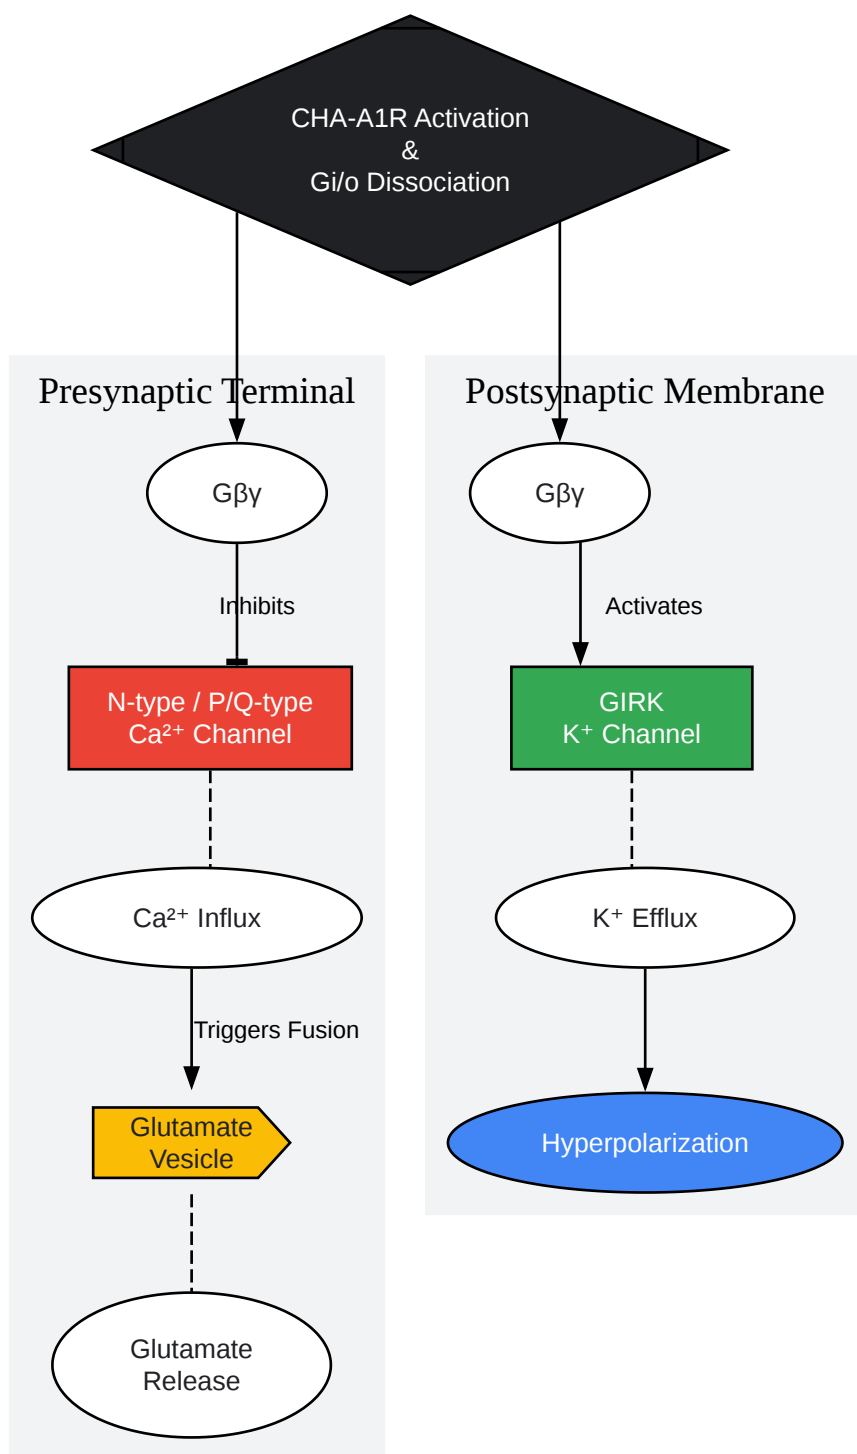 CHA-A1R Activation
&
Gi/o Dissociation
Presynaptic Terminal
Gβγ
Inhibits
N-type / P/Q-type
Ca²⁺ Channel
Ca²⁺ Influx
Triggers Fusion
Glutamate
Vesicle
Glutamate
Release
Postsynaptic Membrane
Gβγ
Activates
GIRK
K⁺ Channel
K⁺ Efflux
Hyperpolarization